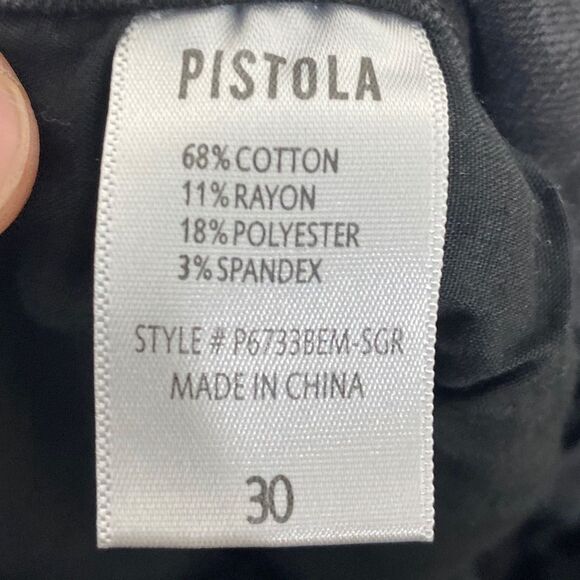 PISTOLA
68% COTTON
11% RAYON
18% POLYESTER
3% SPANDEX
STYLE # P6733BEM-SGR
MADE IN CHINA
30